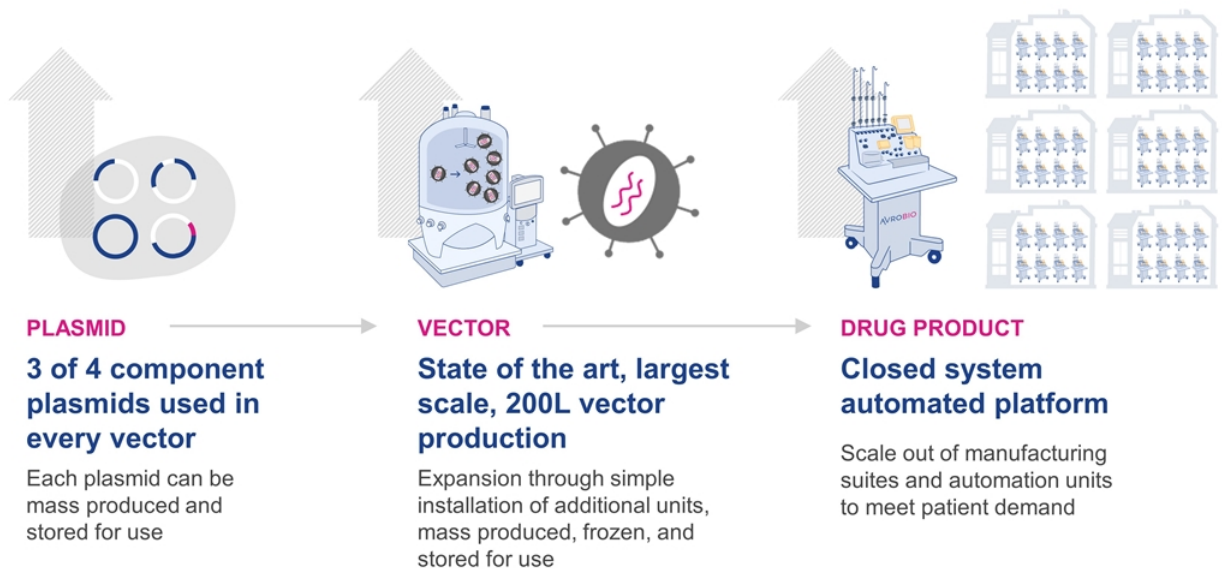 AVROBIO
PLASMID
3 of 4 component
plasmids used in
every vector
Each plasmid can be
mass produced and
stored for use
VECTOR
State of the art, largest
scale, 200L vector
production
Expansion through simple
installation of additional units,
mass produced, frozen, and
stored for use
DRUG PRODUCT
Closed system
automated platform
Scale out of manufacturing
suites and automation units
to meet patient demand